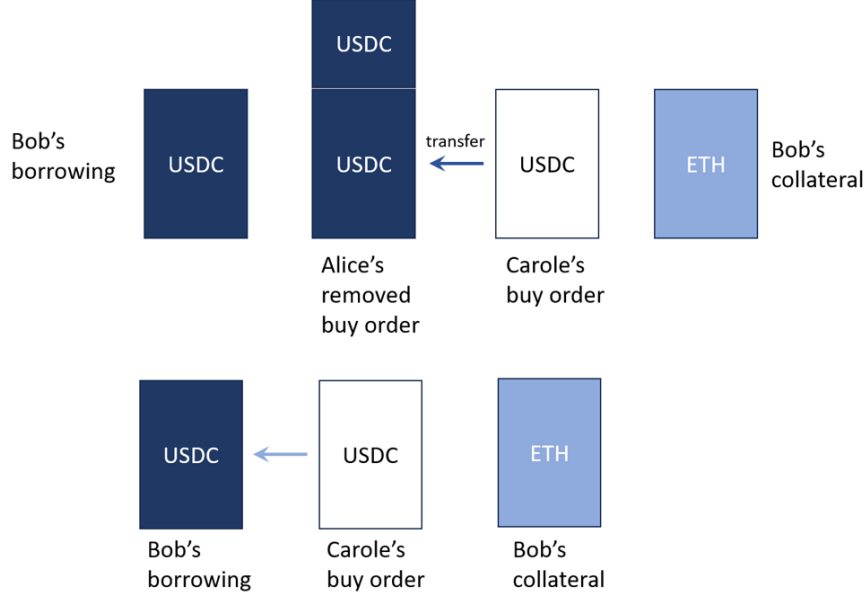 USDC
Bob's
borrowing
USDC
USDC
transfer
USDC
ETH
Bob's
collateral
Alice's
removed
buy order
Carole's
buy order
USDC
USDC
ETH
Bob's
borrowing
Carole's
buy order
Bob's
collateral